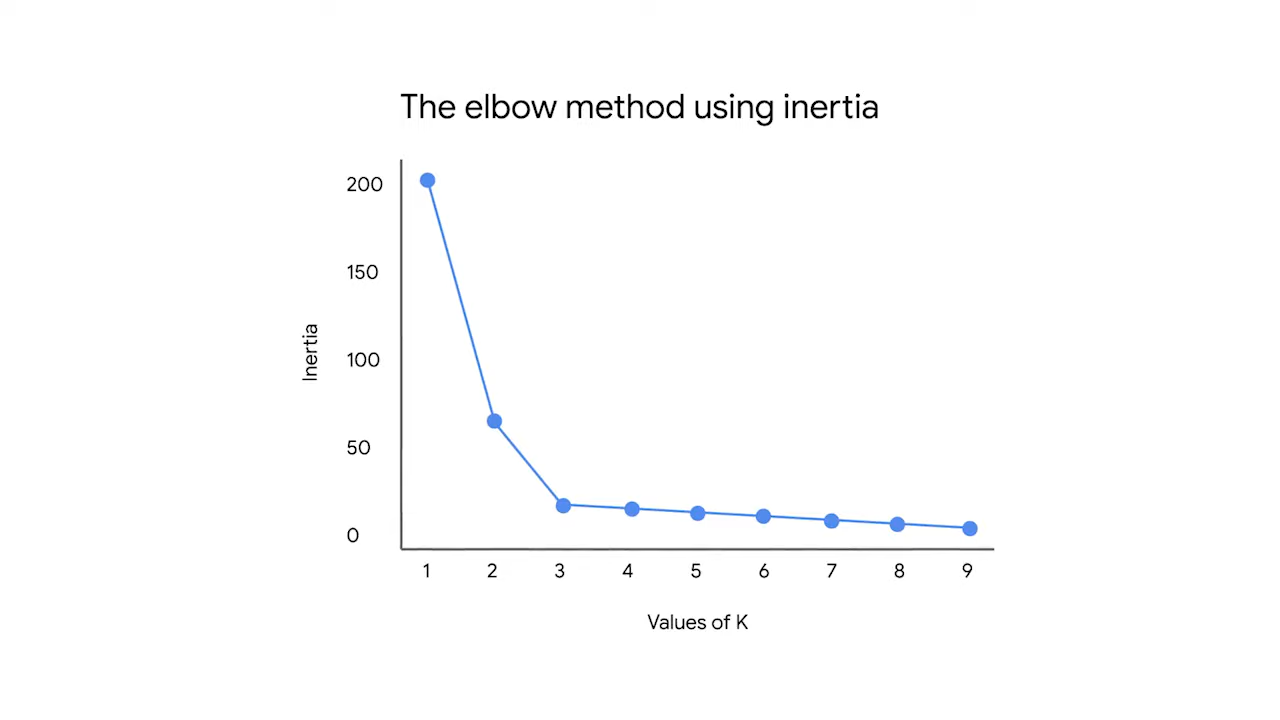 The elbow method using inertia
200
150
100
50
0
Inertia
1 2 3 4 5 6 7 8 9
Values of K